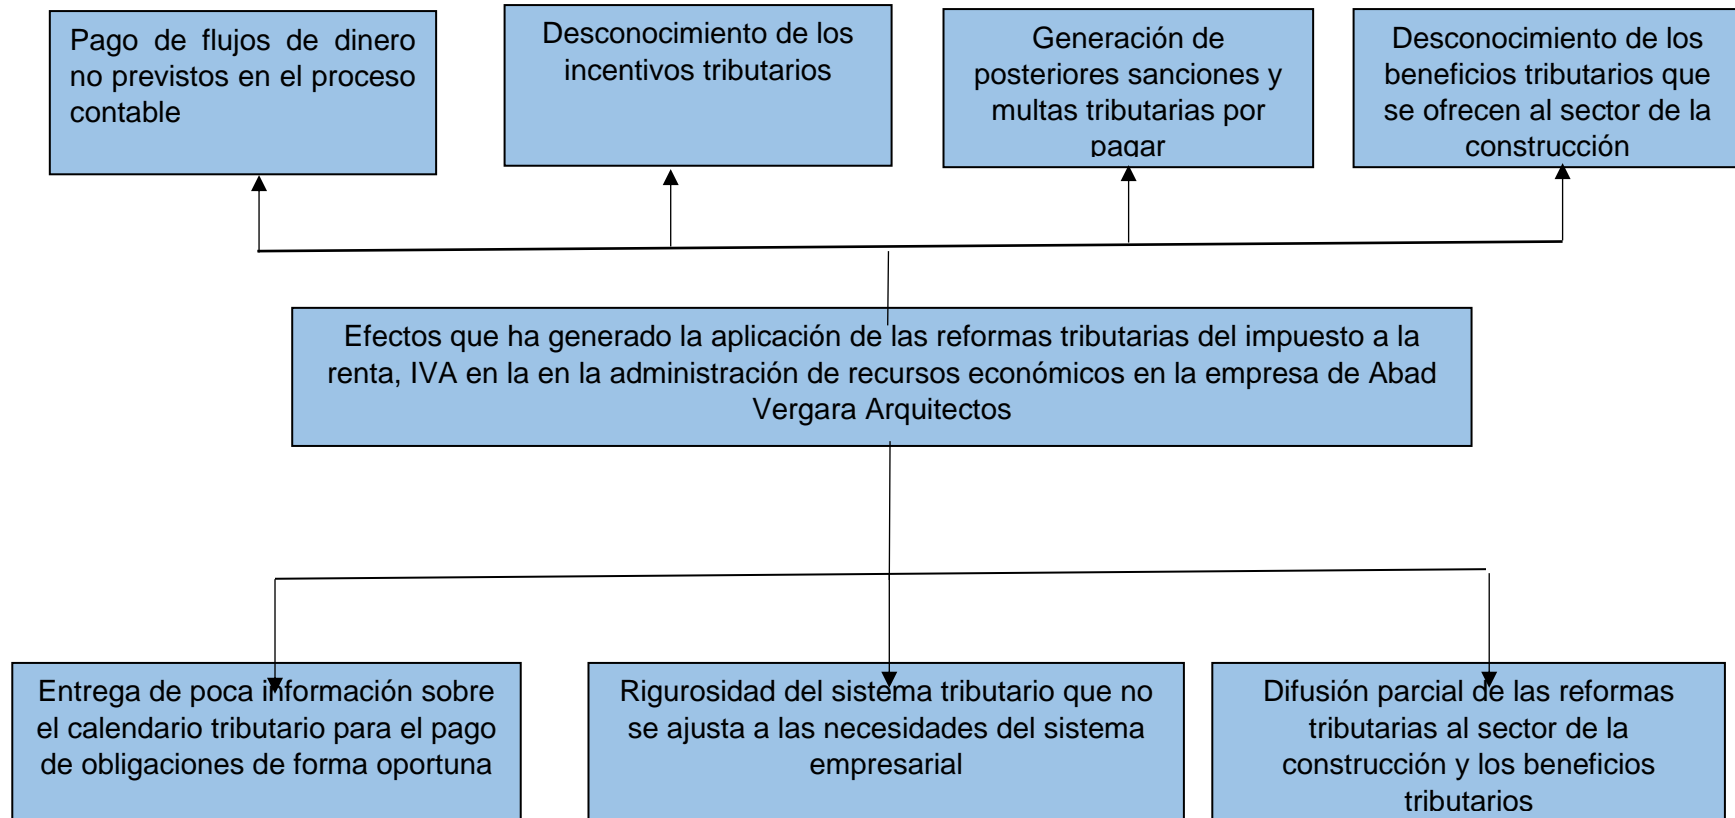 Pago de flujos de dinero
no previstos en el proceso
contable
Desconocimiento de los
incentivos tributarios
Generación de
posteriores sanciones y
multas tributarias por
pagar
Desconocimiento de los
beneficios tributarios que
se ofrecen al sector de la
construcción
Efectos que ha generado la aplicación de las reformas tributarias del impuesto a la
renta, IVA en la en la administración de recursos económicos en la empresa de Abad
Vergara Arquitectos
Entrega de poca información sobre
el calendario tributario para el pago
de obligaciones de forma oportuna
Rigurosidad del sistema tributario que no
se ajusta a las necesidades del sistema
empresarial
Difusión parcial de las reformas
tributarias al sector de la
construcción y los beneficios
tributarios